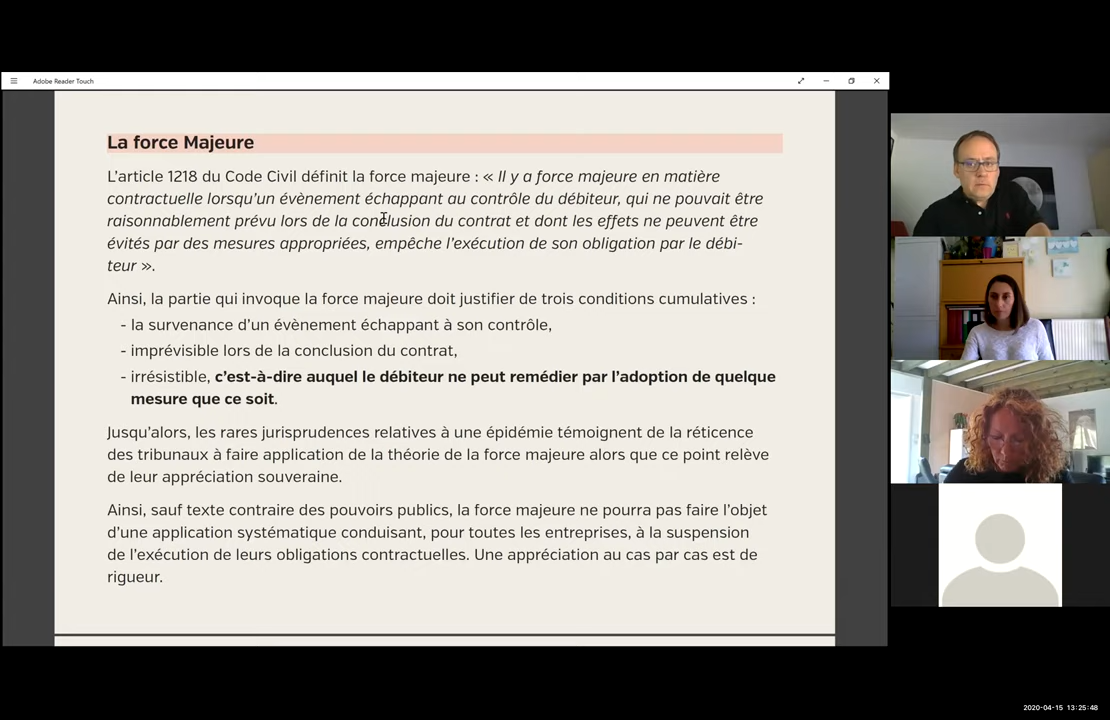 Adobe Reader Touch
La force Majeure
L’article 1218 du Code Civil définit la force majeure : « Il y a force majeure en matière
contractuelle lorsqu’un évènement échappant au contrôle du débiteur, qui ne pouvait être
raisonnablement prévu lors de la conclusion du contrat et dont les effets ne peuvent être
évités par des mesures appropriées, empêche l’exécution de son obligation par le débi-
teur ».
Ainsi, la partie qui invoque la force majeure doit justifier de trois conditions cumulatives :
- la survenance d’un évènement échappant à son contrôle,
- imprévisible lors de la conclusion du contrat,
- irrésistible, c’est-à-dire auquel le débiteur ne peut remédier par l’adoption de quelque
mesure que ce soit.
Jusqu’alors, les rares jurisprudences relatives à une épidémie témoignent de la réticence
des tribunaux à faire application de la théorie de la force majeure alors que ce point relève
de leur appréciation souveraine.
Ainsi, sauf texte contraire des pouvoirs publics, la force majeure ne pourra pas faire l’objet
d’une application systématique conduisant, pour toutes les entreprises, à la suspension
de l’exécution de leurs obligations contractuelles. Une appréciation au cas par cas est de
rigueur.
2020-04-15 13:25:48